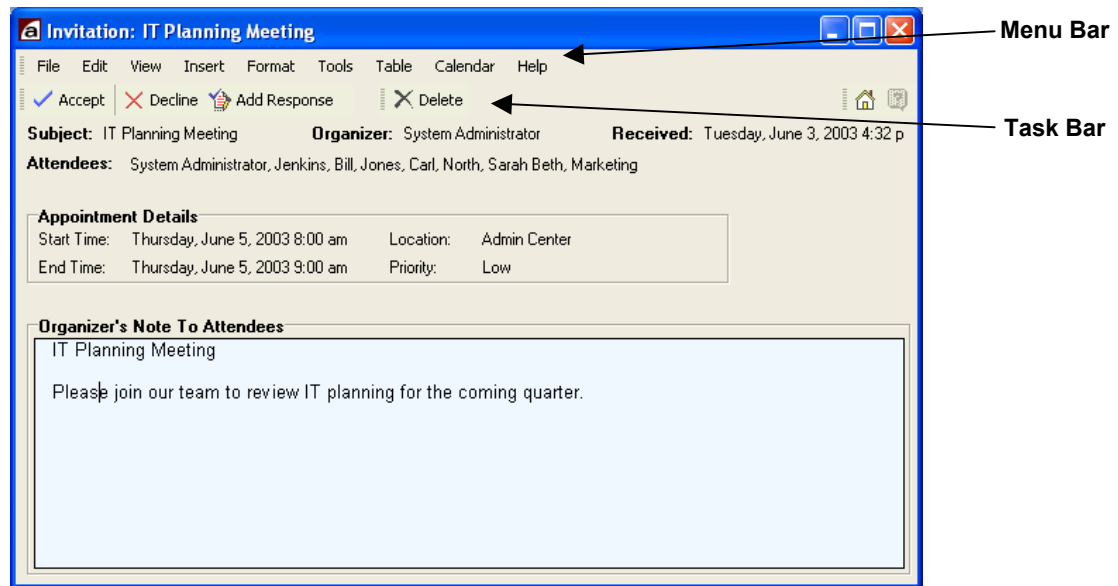 Invitation: IT Planning Meeting
Menu Bar
File Edit View Insert Format Tools Table Calendar Help
Accept Decline Add Response Delete
Task Bar
Subject: IT Planning Meeting Organizer: System Administrator Received: Tuesday, June 3, 2003 4:32 p
Attendees: System Administrator, Jenkins, Bill, Jones, Carl, North, Sarah Beth, Marketing
Appointment Details
Start Time: Thursday, June 5, 2003 8:00 am Location: Admin Center
End Time: Thursday, June 5, 2003 9:00 am Priority: Low
Organizer's Note To Attendees
IT Planning Meeting
Please join our team to review IT planning for the coming quarter.